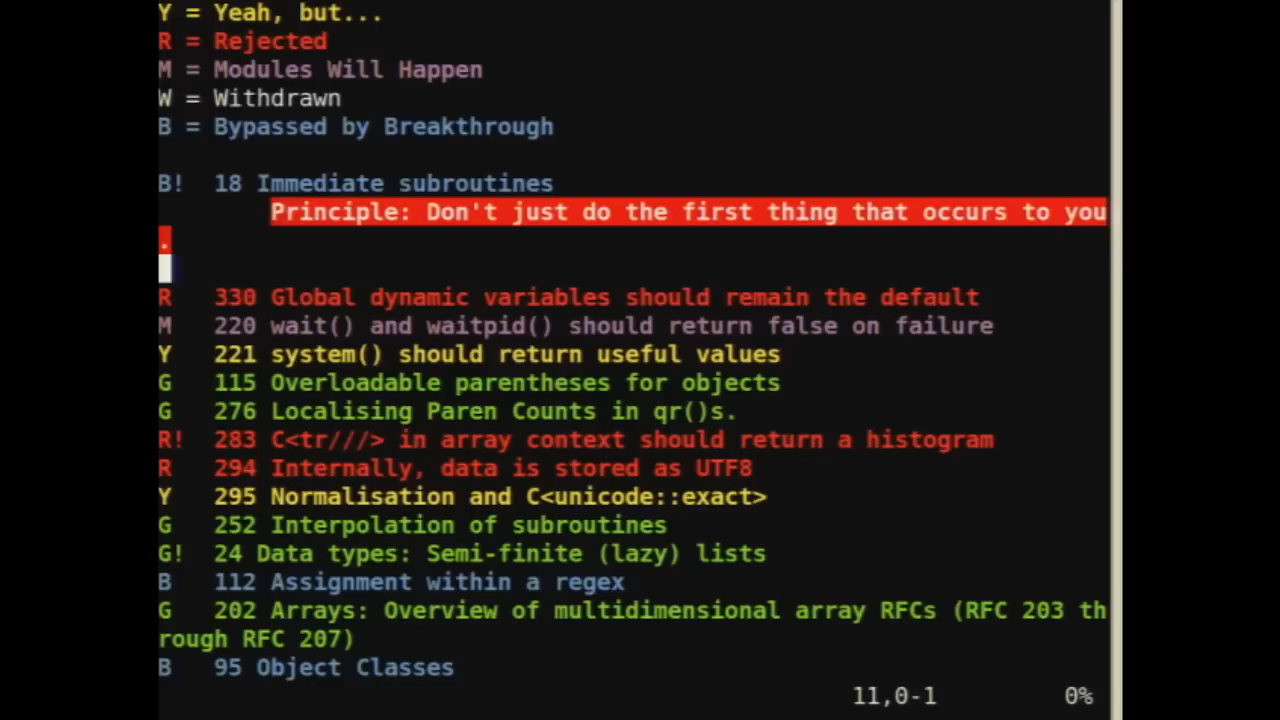 Y = Yeah, but...
R = Rejected
M = Modules Will Happen
W = Withdrawn
B = Bypassed by Breakthrough
B!  18 Immediate subroutines
Principle: Don't just do the first thing that occurs to you
.
R   330 Global dynamic variables should remain the default
M   220 wait() and waitpid() should return false on failure
Y   221 system() should return useful values
G   115 Overloadable parentheses for objects
G   276 Localising Paren Counts in qr()s.
R!  283 C<tr///> in array context should return a histogram
R   294 Internally, data is stored as UTF8
Y   295 Normalisation and C<unicode::exact>
G   252 Interpolation of subroutines
G!  24 Data types: Semi-finite (lazy) lists
B   112 Assignment within a regex
G   202 Arrays: Overview of multidimensional array RFCs (RFC 203 th
rough RFC 207)
B   95 Object Classes
11,0-1         0%